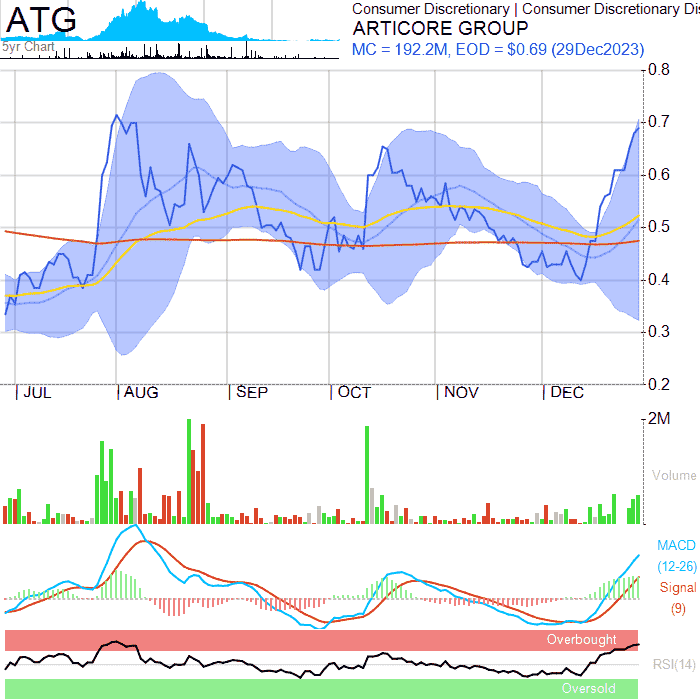 ATG
5yr Chart
Consumer Discretionary | Consumer Discretionary Dis
ARTICORE GROUP
MC = 192.2M, EOD = $0.69 (29Dec2023)
0.8
0.7
0.6
0.5
0.4
0.3
0.2
JUL AUG SEP OCT NOV DEC
2M
Volume
MACD
(12-26)
Signal
(9)
Overbought
RSI(14)
Oversold